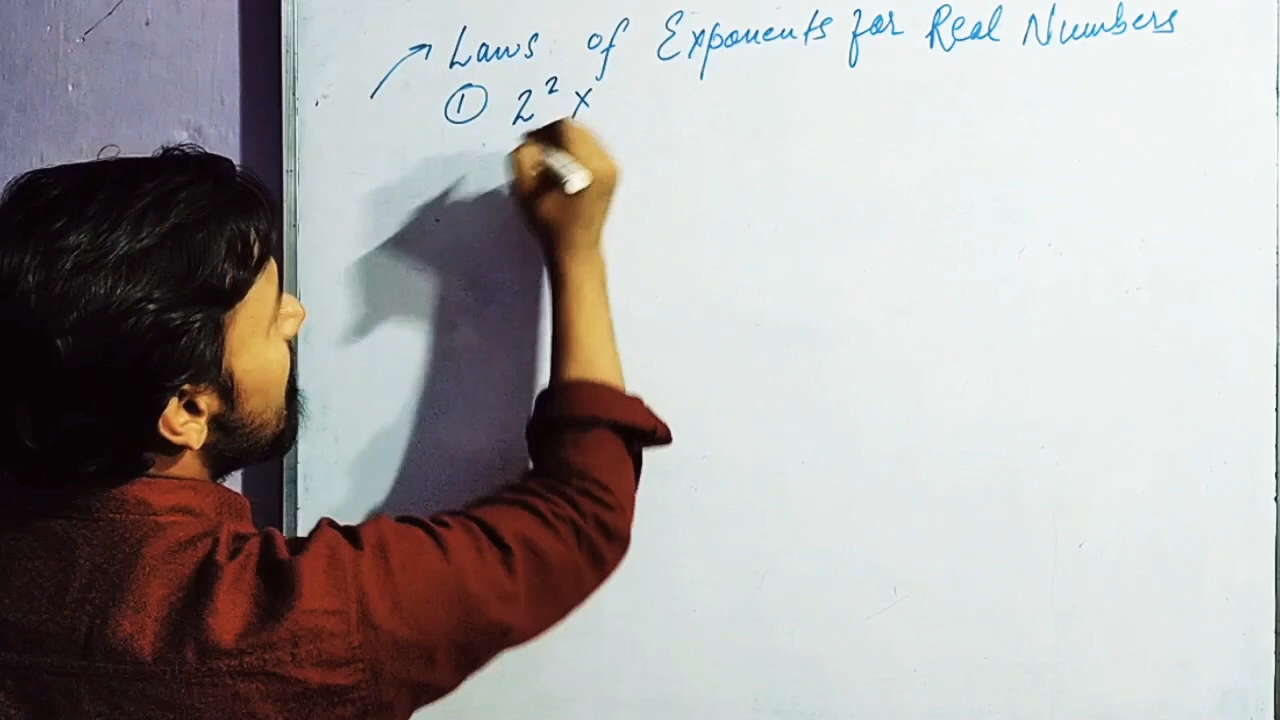 → Laws of Exponents for Real Numbers
① 2² ×